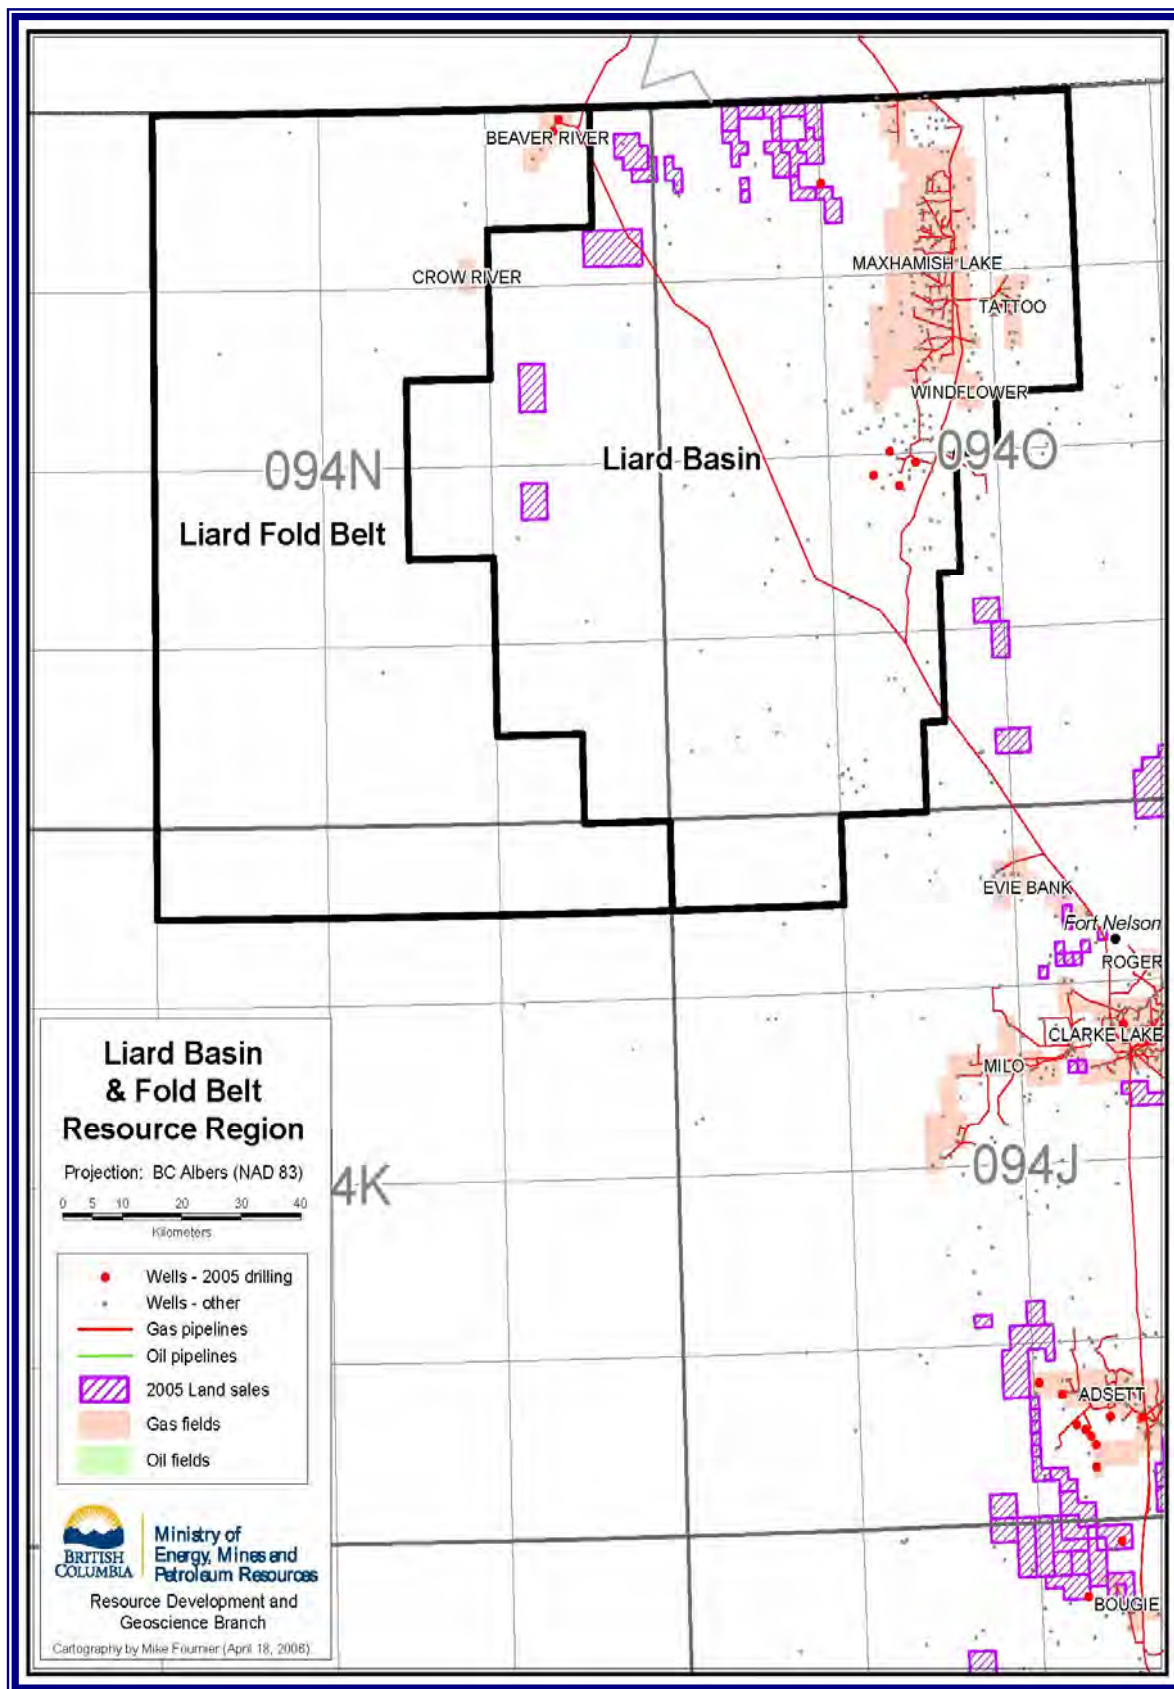 BEAVER RIVER
CROW RIVER
MAXHAMISH LAKE
TATTOO
WINDFLOWER
094N
Liard Basin
094O
Liard Fold Belt
EVIE BANK
Fort Nelson
ROGER
CLARKE LAKE
MILO
094J
4K
ADSETT
BOUGIE
Liard Basin
& Fold Belt
Resource Region
Projection: BC Albers (NAD 83)
0 5 10 20 30 40
Kilometers
Wells - 2005 drilling
Wells - other
Gas pipelines
Oil pipelines
2005 Land sales
Gas fields
Oil fields
BRITISH
COLUMBIA
Ministry of
Energy, Mines and
Petroleum Resources
Resource Development and
Geoscience Branch
Cartography by Mike Fournier (April 18, 2006)